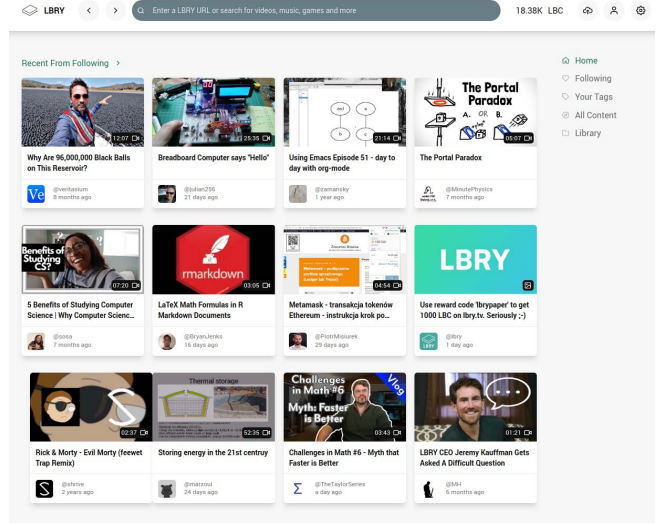 LBRY
Enter a LBRY URL or search for videos, music, games and more
18.38K LBC
Recent From Following
Home
Following
Your Tags
All Content
Library
12:07
25:35
21:14
The Portal
Paradox
A. OR B.
05:07
Why Are 96,000,000 Black Balls
on This Reservoir?
Breadboard Computer says "Hello"
Using Emacs Episode 51 - day to
day with org-mode
The Portal Paradox
Ve
@veritasium
9 months ago
@julian256
21 days ago
@zamansky
1 year ago
@MinutePhysics
7 months ago
Benefits of
Studying
CS?
07:20
rmarkdown
03:05
04:54
LBRY
5 Benefits of Studying Computer
Science | Why Computer Scienc...
LaTeX Math Formulas in R
Markdown Documents
Metamask - transakcja tokenów
Ethereum - instrukcja krok po...
Use reward code 'lbrypaper' to get
1000 LBC on lbry.tv. Seriously ;-)
@sosa
7 months ago
@BryanJenks
16 days ago
@PiotrMisiurek
29 days ago
LBRY
@lbry
1 day ago
02:37
Thermal storage
52:35
Challenges
in Math #6
Myth: Faster
is Better
Vlog
03:43
01:21
Rick & Morty - Evil Morty (feewet
Trap Remix)
Storing energy in the 21st centruy
Challenges in Math #6 - Myth that
Faster is Better
LBRY CEO Jeremy Kauffman Gets
Asked A Difficult Question
S
@shrive
2 years ago
@marzoul
24 days ago
Σ
@TheTaylorSeries
a day ago
@MH
6 months ago